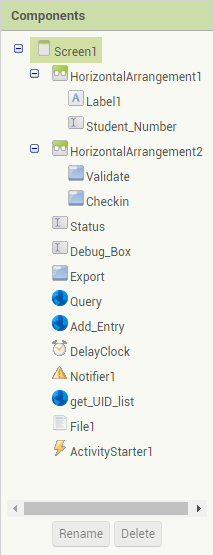 Components
Screen1
HorizontalArrangement1
A Label1
Student_Number
HorizontalArrangement2
Validate
Checkin
Status
Debug_Box
Export
Query
Add_Entry
DelayClock
Notifier1
get_UID_list
File1
ActivityStarter1
Rename Delete